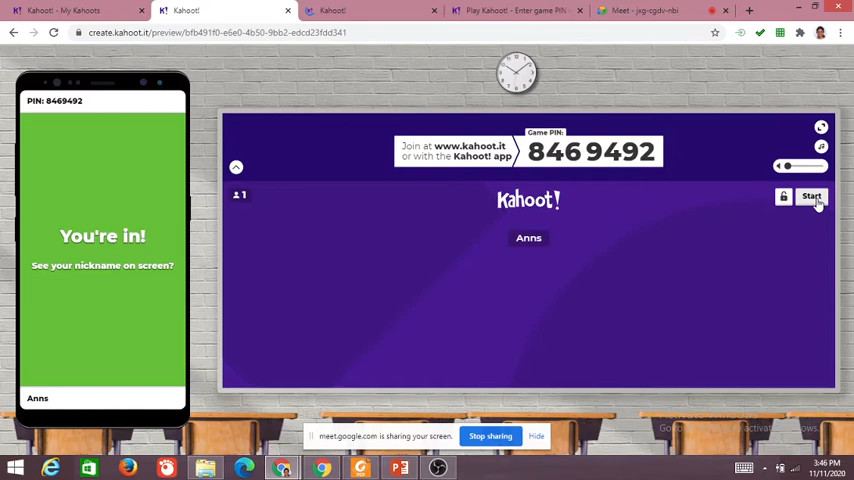 Kahoot! - My Kahoots
Kahoot!
Kahoot!
Play Kahoot! - Enter game PIN
Meet - jxg-cgdv-nbi
create.kahoot.it/preview/bfb491f0-e6e0-4b50-9bb2-edcd23fdd341
PIN: 8469492
You're in!
See your nickname on screen?
Anns
Join at www.kahoot.it
or with the Kahoot! app
Game PIN:
846 9492
1
Kahoot!
Start
Anns
meet.google.com is sharing your screen.
Stop sharing
Hide
3:46 PM
11/11/2020